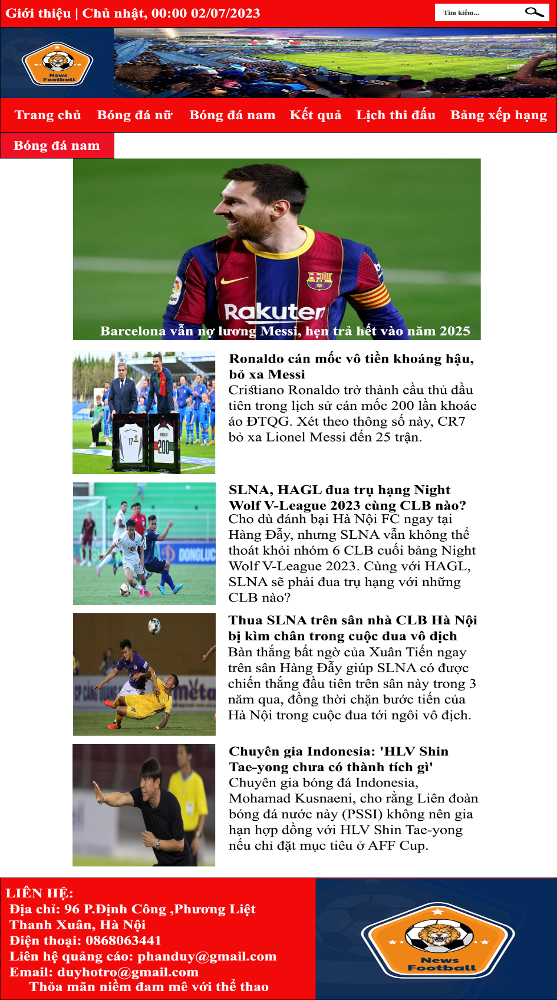 Giới thiệu | Chủ nhật, 00:00 02/07/2023
Tìm kiếm...
News
Football
Trang chủ Bóng đá nữ Bóng đá nam Kết quả Lịch thi đấu Bảng xếp hạng
Bóng đá nam
Rakuten
Barcelona vẫn nợ lương Messi, hẹn trả hết vào năm 2025
Ronaldo cán mốc vô tiền khoáng hậu,
bỏ xa Messi
Cristiano Ronaldo trở thành cầu thủ đầu
tiên trong lịch sử cán mốc 200 lần khoác
áo ĐTQG. Xét theo thông số này, CR7
bỏ xa Lionel Messi đến 25 trận.
17
RONALDO
200
SLNA, HAGL đua trụ hạng Night
Wolf V-League 2023 cùng CLB nào?
Cho dù đánh bại Hà Nội FC ngay tại
Hàng Đẫy, nhưng SLNA vẫn không thể
thoát khỏi nhóm 6 CLB cuối bảng Night
Wolf V-League 2023. Cùng với HAGL,
SLNA sẽ phải đua trụ hạng với những
CLB nào?
DONGLUC
Thua SLNA trên sân nhà CLB Hà Nội
bị kìm chân trong cuộc đua vô địch
Bàn thắng bất ngờ của Xuân Tiến ngay
trên sân Hàng Đẫy giúp SLNA có được
chiến thắng đầu tiên trên sân này trong 3
năm qua, đồng thời chặn bước tiến của
Hà Nội trong cuộc đua tới ngôi vô địch.
Chuyên gia Indonesia: 'HLV Shin
Tae-yong chưa có thành tích gì'
Chuyên gia bóng đá Indonesia,
Mohamad Kusnaeni, cho rằng Liên đoàn
bóng đá nước này (PSSI) không nên gia
hạn hợp đồng với HLV Shin Tae-yong
nếu chỉ đặt mục tiêu ở AFF Cup.
LIÊN HỆ:
Địa chỉ: 96 P.Định Công ,Phương Liệt
Thanh Xuân, Hà Nội
Điện thoại: 0868063441
Liên hệ quảng cáo: phanduy@gmail.com
Email: duyhotro@gmail.com
Thỏa mãn niềm đam mê với thể thao
News
Football